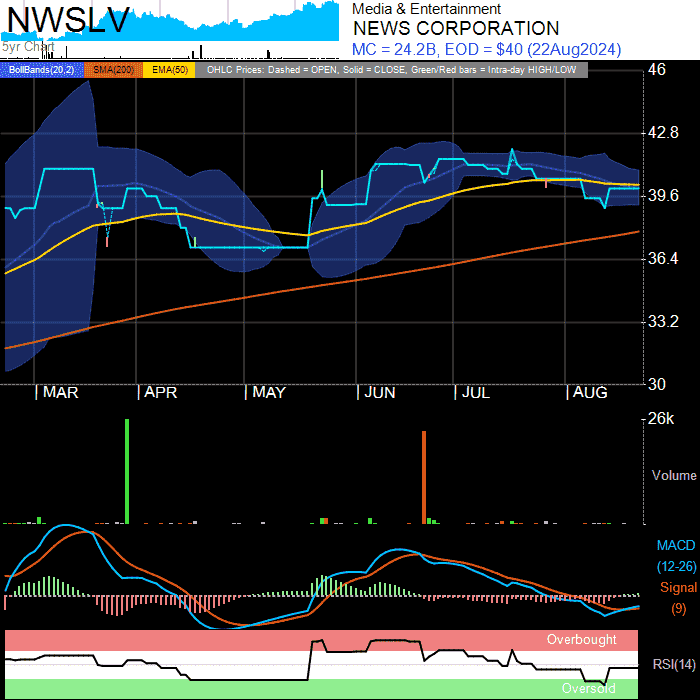 NWSLV
5yr Chart
Media & Entertainment
NEWS CORPORATION
MC = 24.2B, EOD = $40 (22Aug2024)
BollBands(20,2) SMA(200) EMA(50) OHLC Prices: Dashed = OPEN, Solid = CLOSE, Green/Red bars = Intra-day HIGH/LOW
46
42.8
39.6
36.4
33.2
30
| MAR | APR | MAY | JUN | JUL | AUG
26k
Volume
MACD
(12-26)
Signal
(9)
Overbought
RSI(14)
Oversold